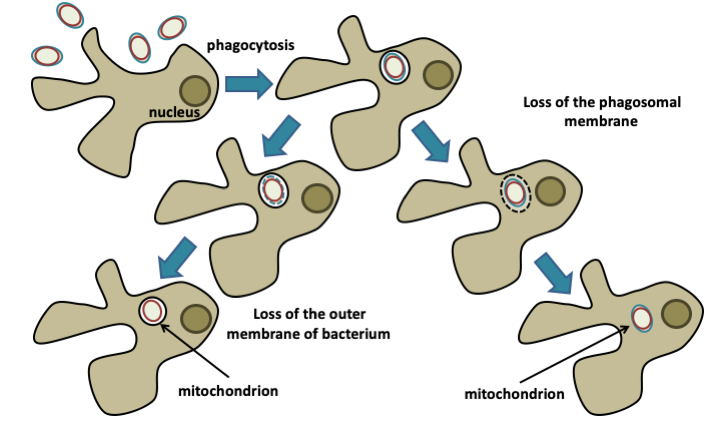 phagocytosis
nucleus
Loss of the phagosomal
membrane
Loss of the outer
membrane of bacterium
mitochondrion
mitochondrion